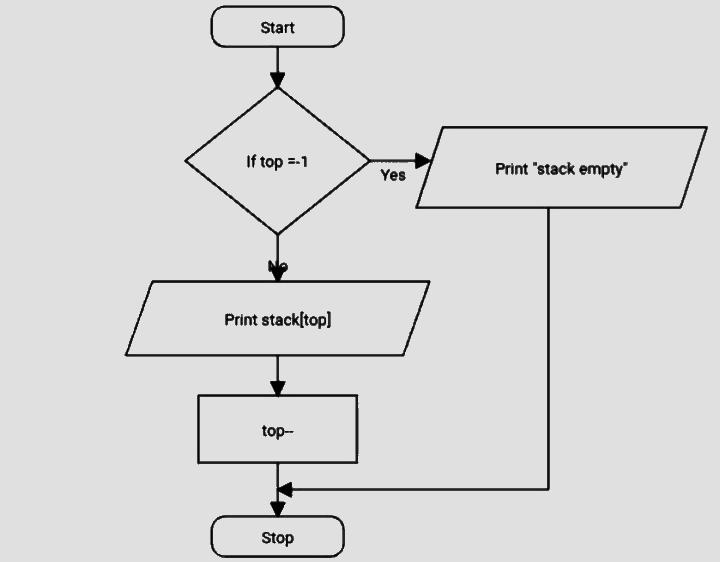 Start
If top =-1
Yes
Print "stack empty"
No
Print stack[top]
top--
Stop